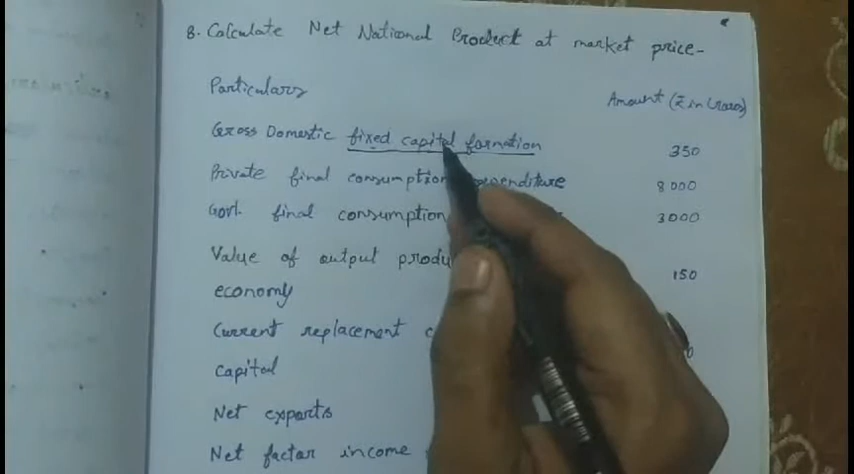 8. Calculate Net National Product at market price-
Particulars
Amount (₹ in Crores)
Gross Domestic fixed capital formation 350
Private final consumption expenditure 8000
Govt. final consumption 3000
Value of output 150
economy
Current replacement
capital
Net exports
Net factor income